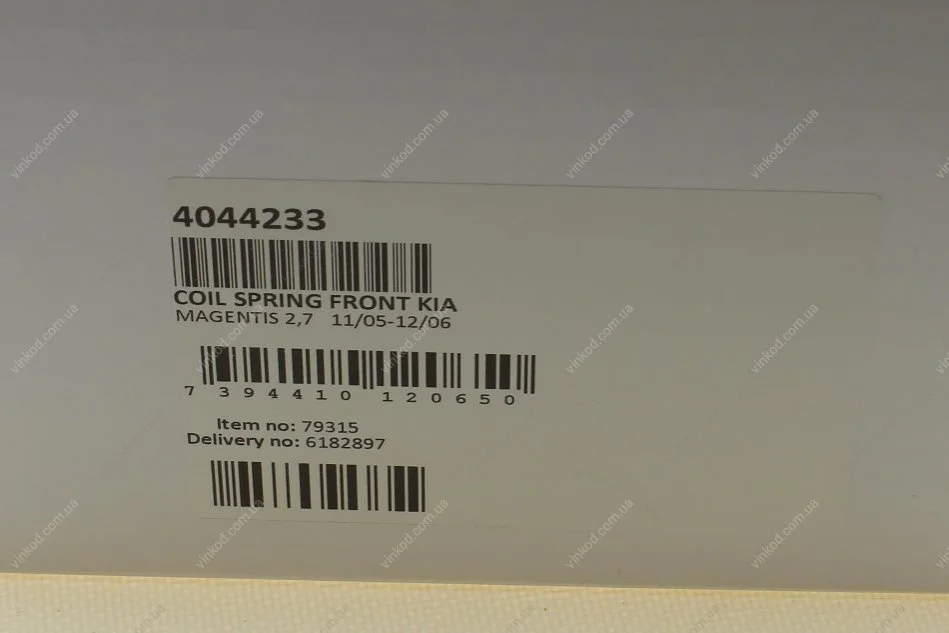 4044233
COIL SPRING FRONT KIA
MAGENTIS 2,7 11/05-12/06
7 394410 120650
Item no: 79315
Delivery no: 6182897
vinkod.com.ua